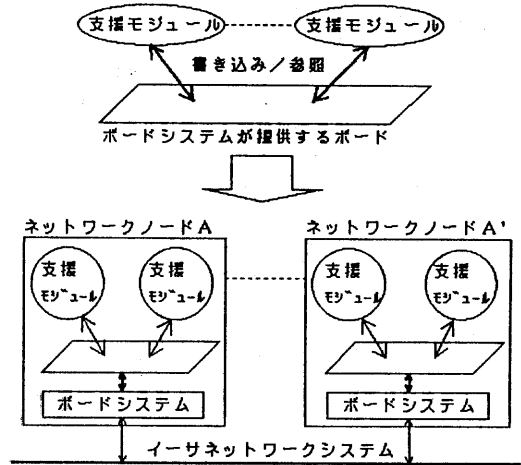 支援モジュール
支援モジュール
書き込み/参照
ボードシステムが提供するボード
ネットワークノードA
ネットワークノードA'
支援
モジュール
支援
モジュール
支援
モジュール
支援
モジュール
ボードシステム
ボードシステム
イーサネットワークシステム